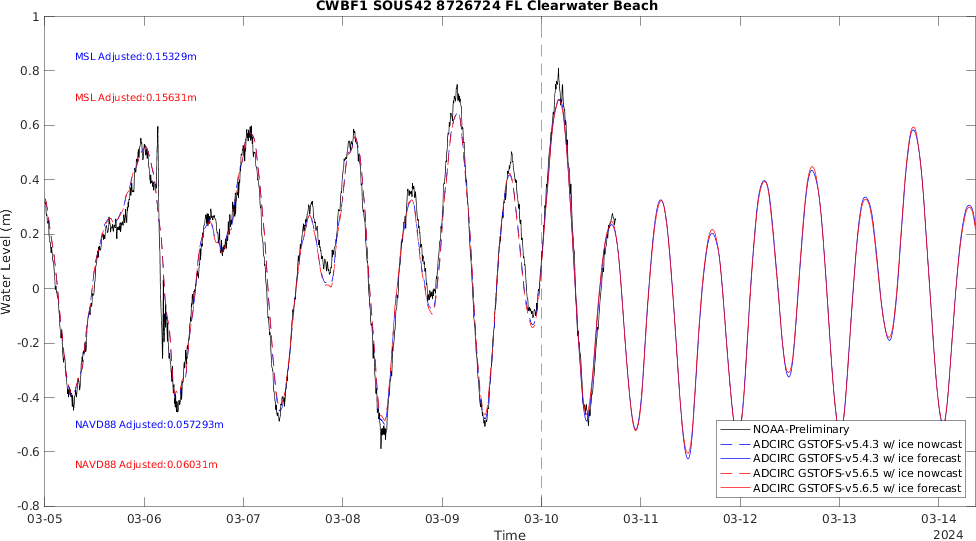 CWBF1 SOUS42 8726724 FL Clearwater Beach
1
0.8
0.6
0.4
0.2
0
-0.2
-0.4
-0.6
-0.8
Water Level (m)
MSL Adjusted:0.15329m
MSL Adjusted:0.15631m
NAVD88 Adjusted:0.057293m
NAVD88 Adjusted:0.06031m
NOAA-Preliminary
ADCIRC GSTOFS-v5.4.3 w/ ice nowcast
ADCIRC GSTOFS-v5.4.3 w/ ice forecast
ADCIRC GSTOFS-v5.6.5 w/ ice nowcast
ADCIRC GSTOFS-v5.6.5 w/ ice forecast
03-05 03-06 03-07 03-08 03-09 03-10 03-11 03-12 03-13 03-14
Time
2024